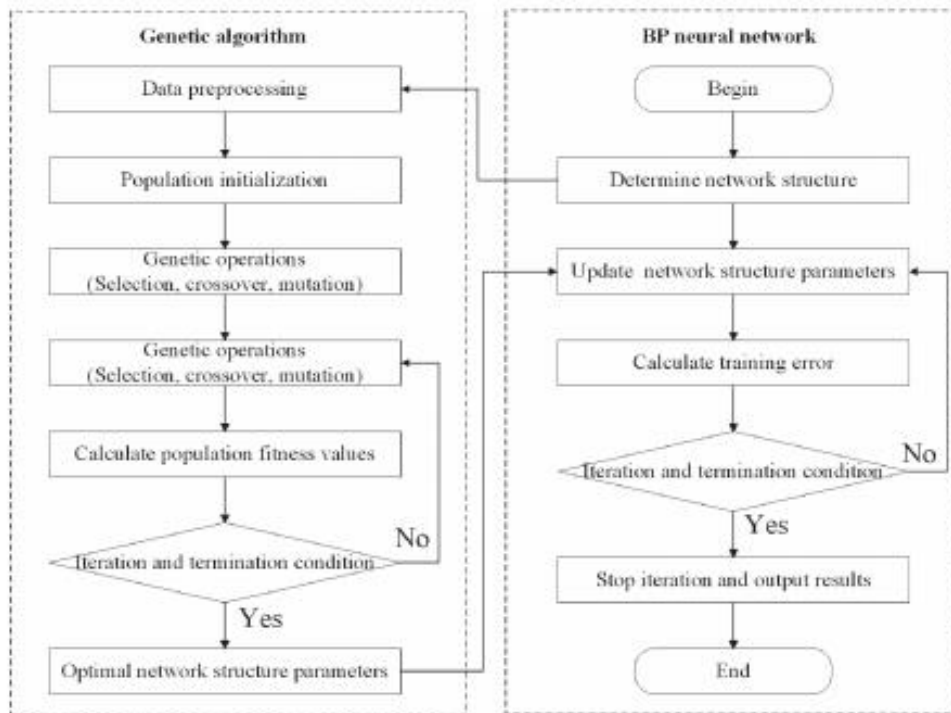 Genetic algorithm
Data preprocessing
Population initialization
Genetic operations
(Selection, crossover, mutation)
Genetic operations
(Selection, crossover, mutation)
Calculate population fitness values
Iteration and termination condition
No
Yes
Optimal network structure parameters
BP neural network
Begin
Determine network structure
Update network structure parameters
Calculate training error
Iteration and termination condition
No
Yes
Stop iteration and output results
End